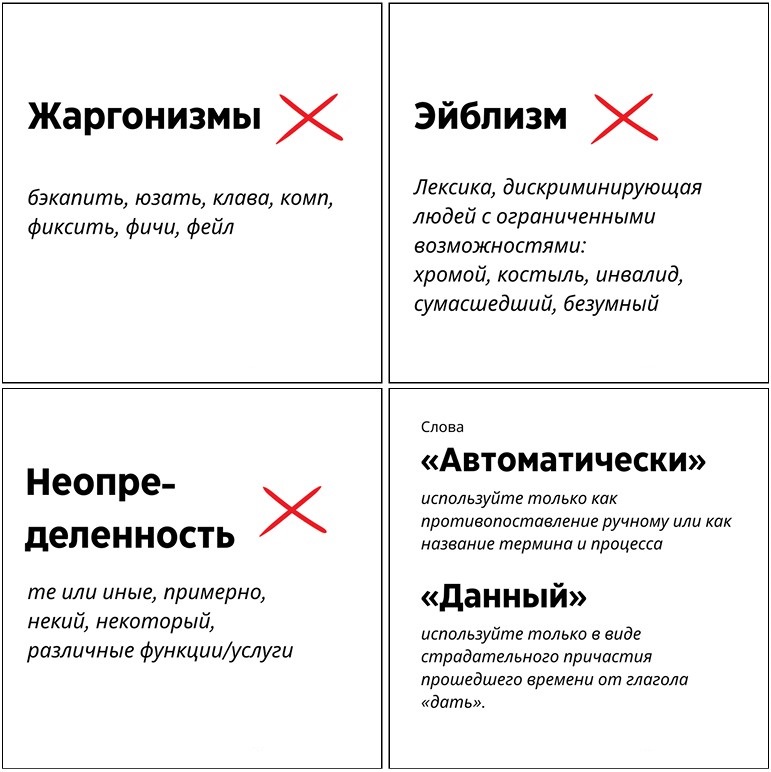 Жаргонизмы
бэкапить, юзать, клава, комп,
фиксить, фичи, фейл
Эйблизм
Лексика, дискриминирующая
людей с ограниченными
возможностями:
хромой, костыль, инвалид,
сумасшедший, безумный
Неопре-
деленность
те или иные, примерно,
некий, некоторый,
различные функции/услуги
Слова
«Автоматически»
используйте только как
противопоставление ручному или как
название термина и процесса
«Данный»
используйте только в виде
страдательного причастия
прошедшего времени от глагола
«дать».